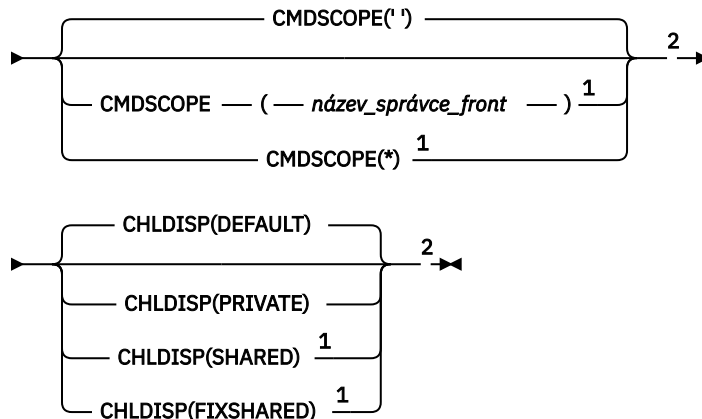 CMDSCOPE(' ')
2
CMDSCOPE ( název_správce_front ) 1
CMDSCOPE(*) 1
CHLDISP(DEFAULT)
2
CHLDISP(PRIVATE)
CHLDISP(SHARED) 1
CHLDISP(FIXSHARED) 1